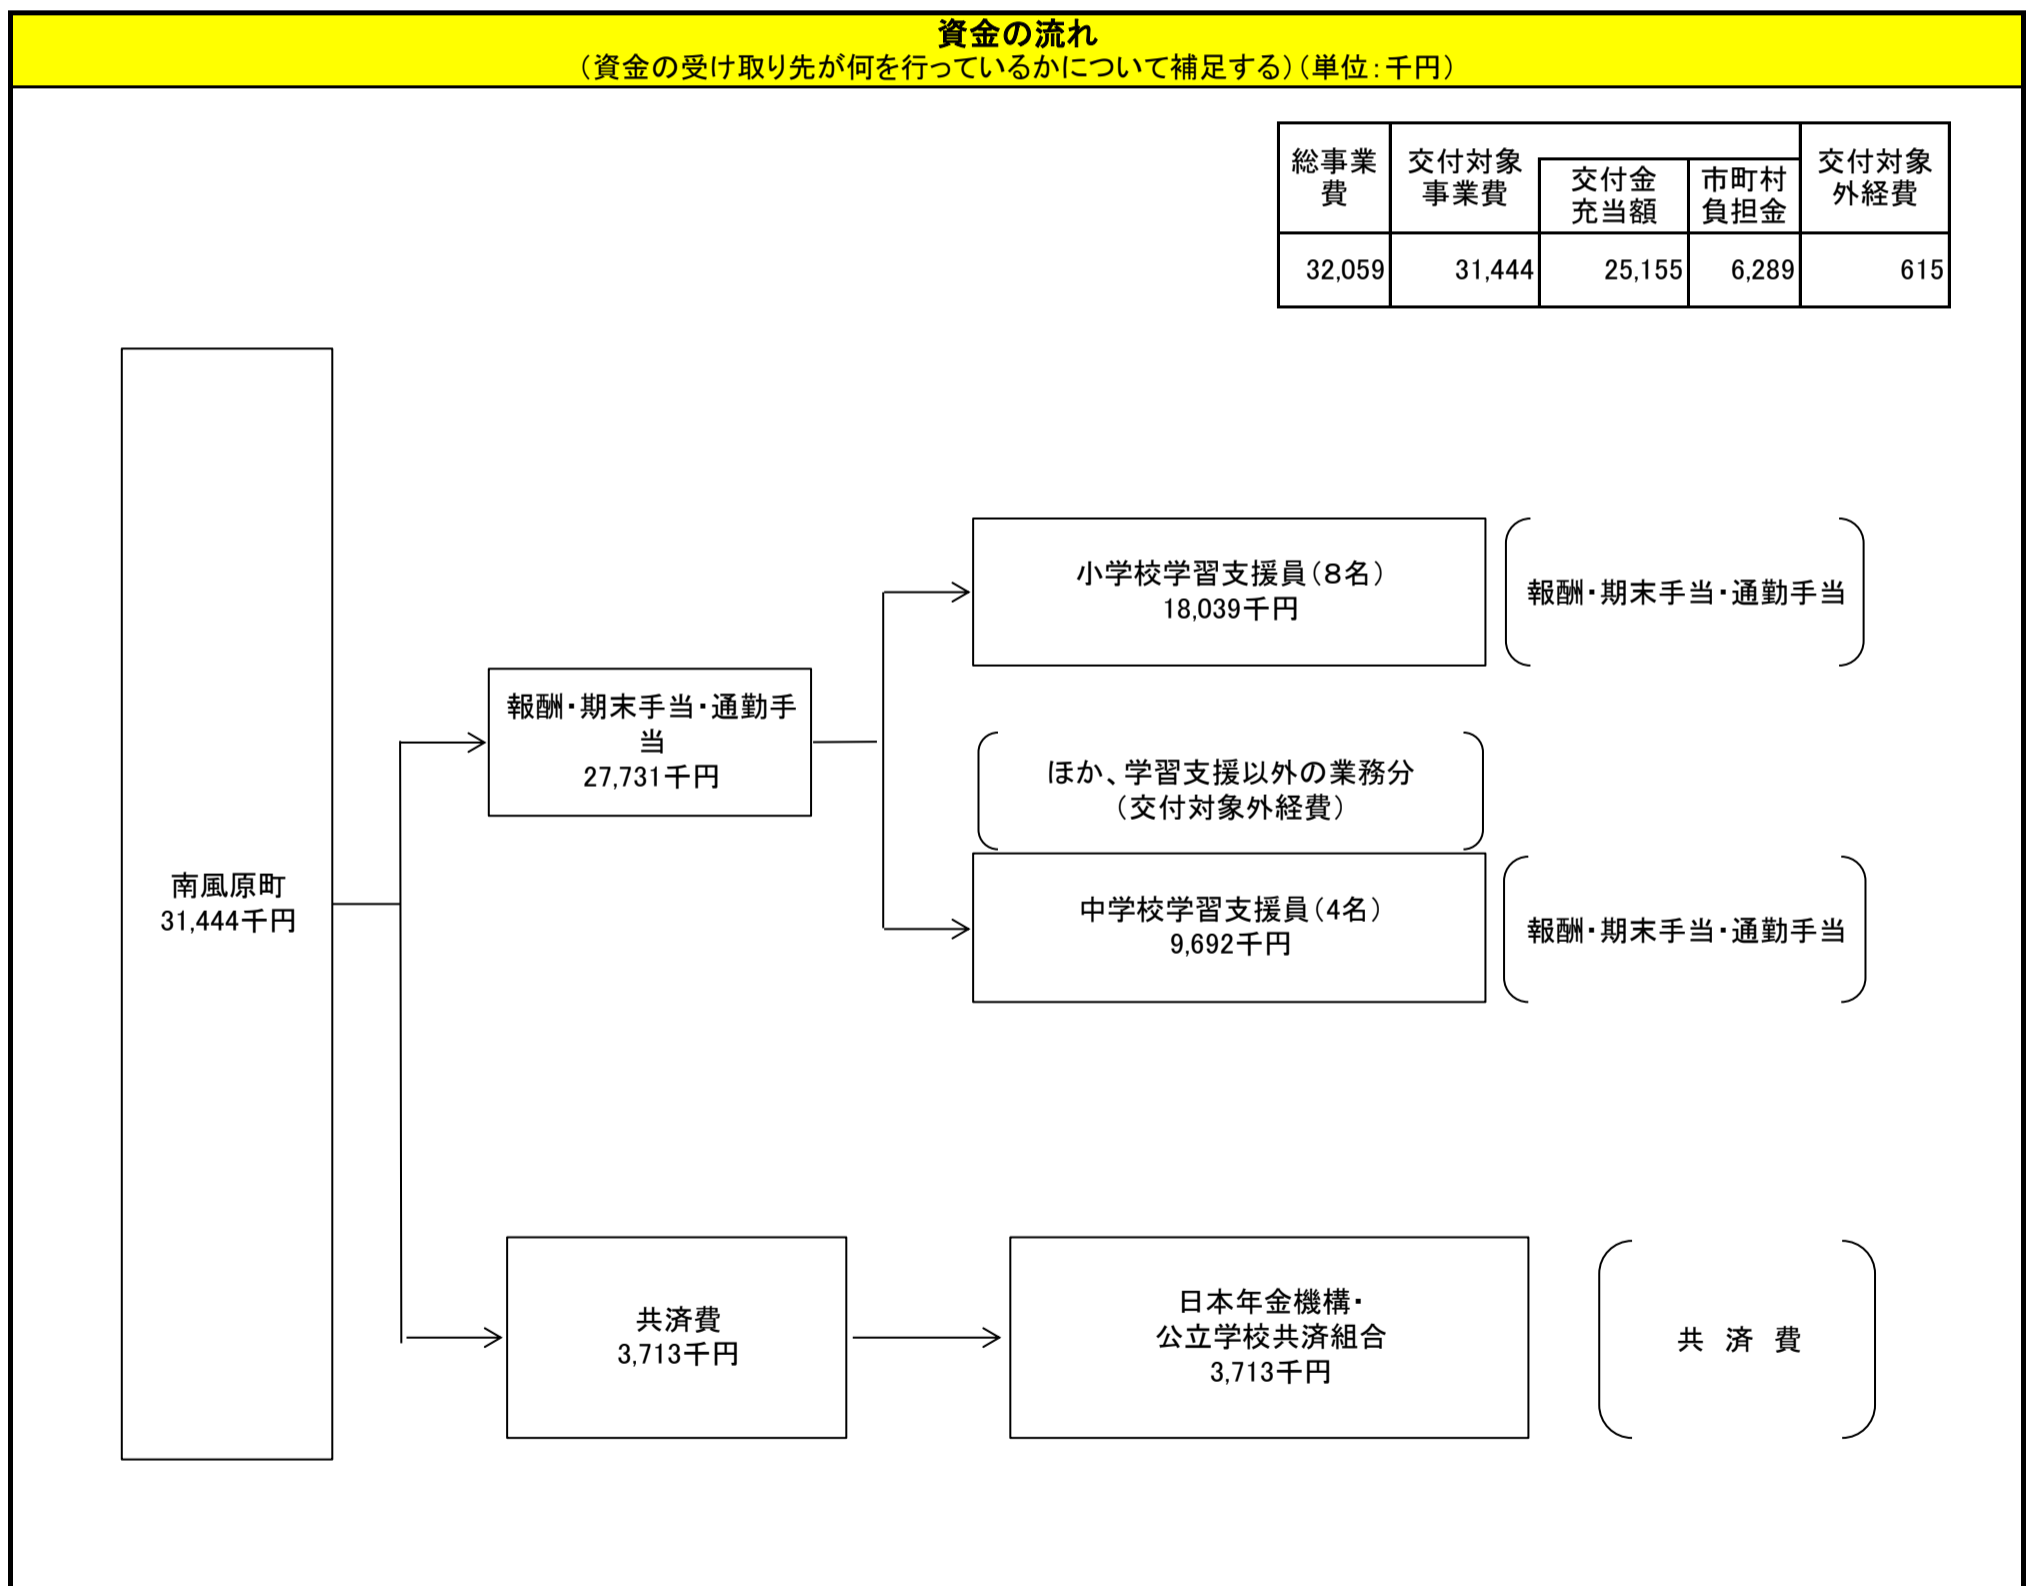 資金の流れ
（資金の受け取り先が何を行っているかについて補足する）（単位：千円）
総事業
費
交付対象
事業費
交付金
充当額
市町村
負担金
交付対象
外経費
32,059
31,444
25,155
6,289
615
小学校学習支援員（８名）
18,039千円
報酬・期末手当・通勤手当
報酬・期末手当・通勤手
当
27,731千円
ほか、学習支援以外の業務分
（交付対象外経費）
南風原町
31,444千円
中学校学習支援員（4名）
9,692千円
報酬・期末手当・通勤手当
共済費
3,713千円
日本年金機構・
公立学校共済組合
3,713千円
共　済　費